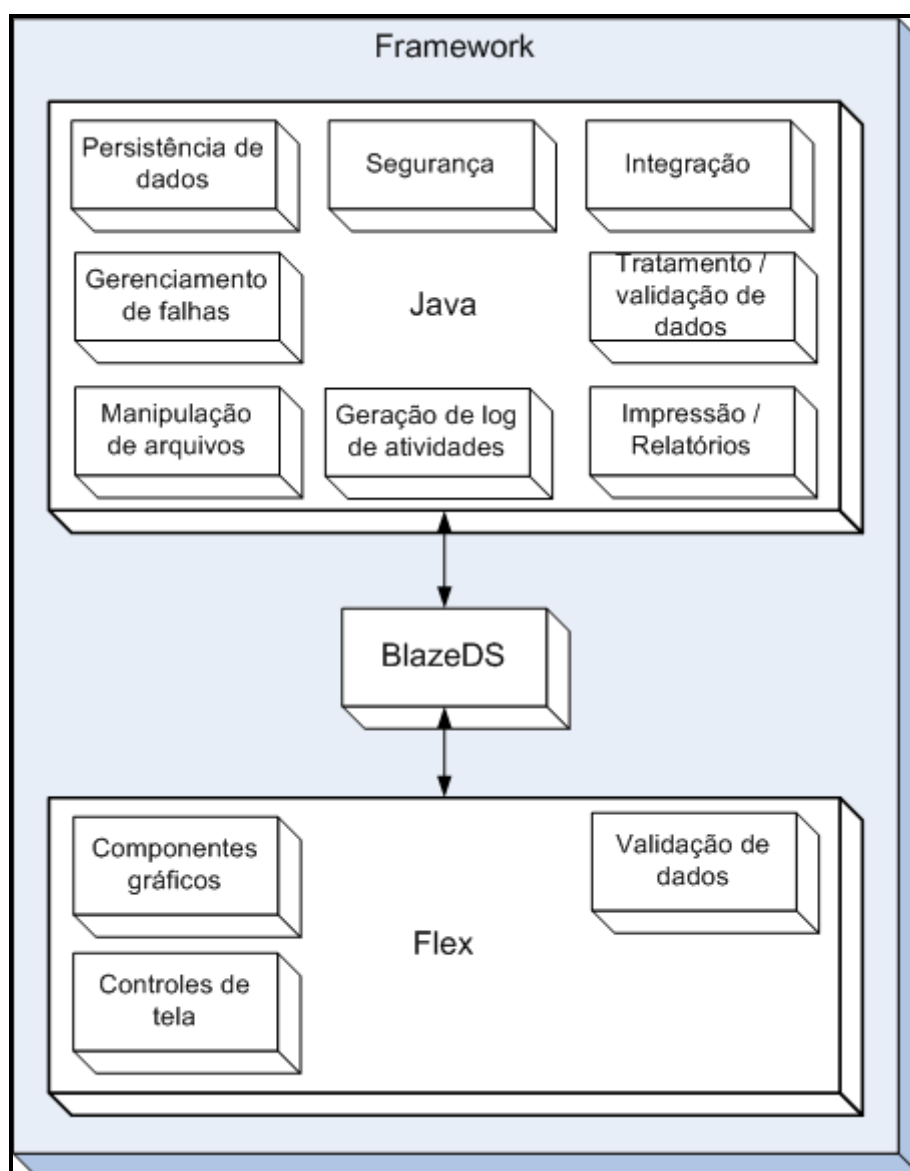 Framework
Persistência de
dados
Segurança
Integração
Gerenciamento
de falhas
Java
Tratamento /
validação de
dados
Manipulação
de arquivos
Geração de log
de atividades
Impressão /
Relatórios
BlazeDS
Componentes
gráficos
Validação de
dados
Flex
Controles de
tela